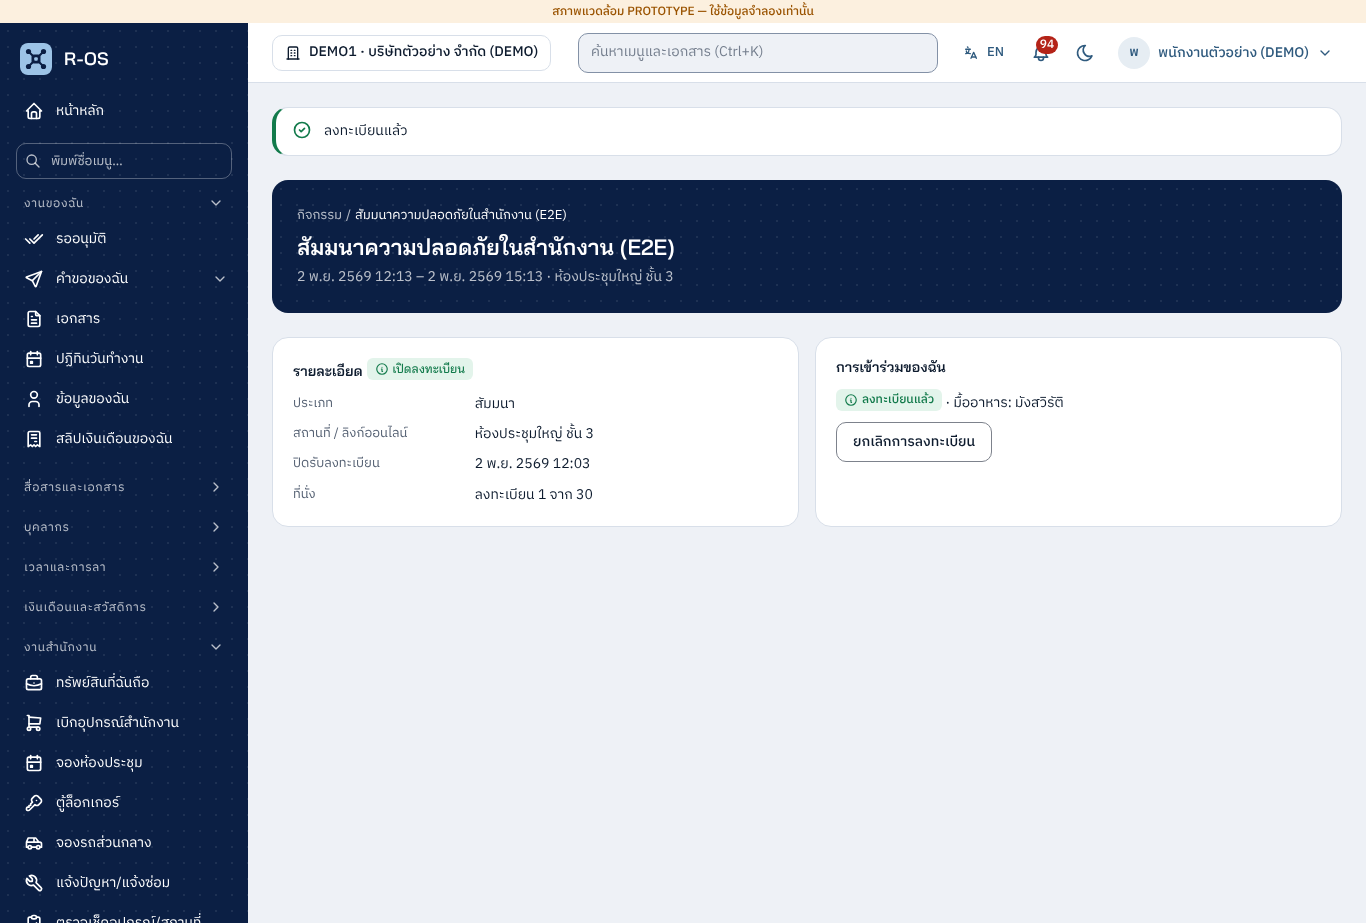 สภาพแวดล้อม PROTOTYPE — ใช้ข้อมูลจำลองเท่านั้น
R-OS
DEMO1 · บริษัทตัวอย่าง จำกัด (DEMO)
ค้นหาเมนูและเอกสาร (Ctrl+K)
EN
94
พ
พนักงานตัวอย่าง (DEMO)
หน้าหลัก
พิมพ์ชื่อเมนู...
งานของฉัน
รออนุมัติ
คำขอของฉัน
เอกสาร
ปฏิทินวันทำงาน
ข้อมูลของฉัน
สลิปเงินเดือนของฉัน
สื่อสารและเอกสาร
บุคลากร
เวลาและการลา
เงินเดือนและสวัสดิการ
งานสำนักงาน
ทรัพย์สินที่ฉันถือ
เบิกอุปกรณ์สำนักงาน
จองห้องประชุม
ตู้ล็อกเกอร์
จองรถส่วนกลาง
แจ้งปัญหา/แจ้งซ่อม
ตรวจเช็คอุปกรณ์/สถานที่
ลงทะเบียนแล้ว
กิจกรรม / สัมมนาความปลอดภัยในสำนักงาน (E2E)
สัมมนาความปลอดภัยในสำนักงาน (E2E)
2 พ.ย. 2569 12:13 – 2 พ.ย. 2569 15:13 · ห้องประชุมใหญ่ ชั้น 3
รายละเอียด เปิดลงทะเบียน
ประเภท สัมมนา
สถานที่ / ลิงก์ออนไลน์ ห้องประชุมใหญ่ ชั้น 3
ปิดรับลงทะเบียน 2 พ.ย. 2569 12:03
ที่นั่ง ลงทะเบียน 1 จาก 30
การเข้าร่วมของฉัน
ลงทะเบียนแล้ว · มื้ออาหาร: มังสวิรัติ
ยกเลิกการลงทะเบียน